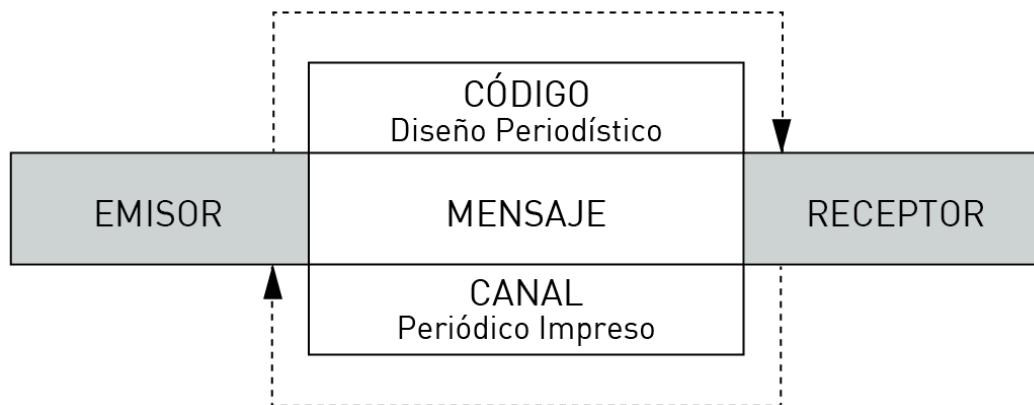 CÓDIGO
Diseño Periodístico
EMISOR
MENSAJE
RECEPTOR
CANAL
Periódico Impreso